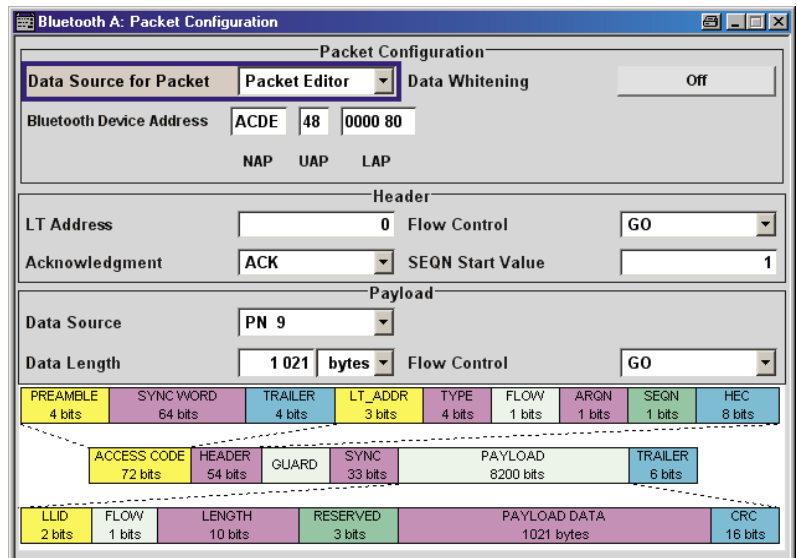 Bluetooth A: Packet Configuration
Packet Configuration
Data Source for Packet Packet Editor Data Whitening Off
Bluetooth Device Address ACDE 48 0000 80
NAP UAP LAP
Header
LT Address 0 Flow Control GO
Acknowledgment ACK SEQN Start Value 1
Payload
Data Source PN 9
Data Length 1 021 bytes Flow Control GO
PREAMBLE SYNC WORD TRAILER LT_ADDR TYPE FLOW ARQN SEQN HEC
4 bits 64 bits 4 bits 3 bits 4 bits 1 bits 1 bits 1 bits 8 bits
ACCESS CODE HEADER GUARD SYNC PAYLOAD TRAILER
72 bits 54 bits 33 bits 8200 bits 6 bits
LLID FLOW LENGTH RESERVED PAYLOAD DATA CRC
2 bits 1 bits 10 bits 3 bits 1021 bytes 16 bits